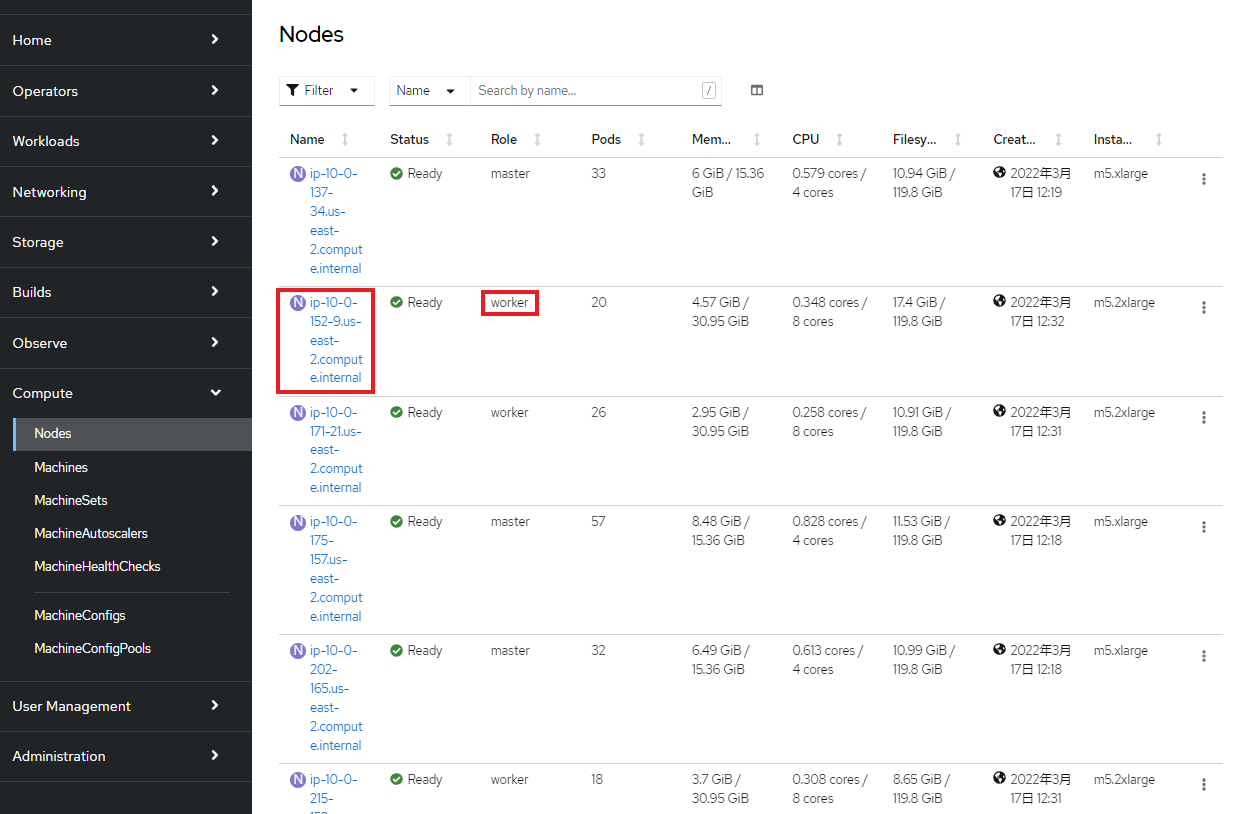 Home
Operators
Workloads
Networking
Storage
Builds
Observe
Compute
Nodes
Machines
MachineSets
MachineAutoscalers
MachineHealthChecks
MachineConfigs
MachineConfigPools
User Management
Administration
Nodes
Filter Name Search by name... /
Name Status Role Pods Mem... CPU Filesy... Creat... Insta...
N ip-10-0- Ready master 33 6 GiB / 15.36 0.579 cores / 10.94 GiB / 2022年3月 m5.xlarge
137- GiB 4 cores 119.8 GiB 17日 12:19
34.us-
east-
2.comput
e.internal
N ip-10-0- Ready worker 20 4.57 GiB / 0.348 cores / 17.4 GiB / 2022年3月 m5.2xlarge
152-9.us- 30.95 GiB 8 cores 119.8 GiB 17日 12:32
east-
2.comput
e.internal
N ip-10-0- Ready worker 26 2.95 GiB / 0.258 cores / 10.91 GiB / 2022年3月 m5.2xlarge
171-21.us- 30.95 GiB 8 cores 119.8 GiB 17日 12:31
east-
2.comput
e.internal
N ip-10-0- Ready master 57 8.48 GiB / 0.828 cores / 11.53 GiB / 2022年3月 m5.xlarge
175- 15.36 GiB 4 cores 119.8 GiB 17日 12:18
157.us-
east-
2.comput
e.internal
N ip-10-0- Ready master 32 6.49 GiB / 0.613 cores / 10.99 GiB / 2022年3月 m5.xlarge
202- 15.36 GiB 4 cores 119.8 GiB 17日 12:18
165.us-
east-
2.comput
e.internal
N ip-10-0- Ready worker 18 3.7 GiB / 0.308 cores / 8.65 GiB / 2022年3月 m5.2xlarge
215- 30.95 GiB 8 cores 119.8 GiB 17日 12:31